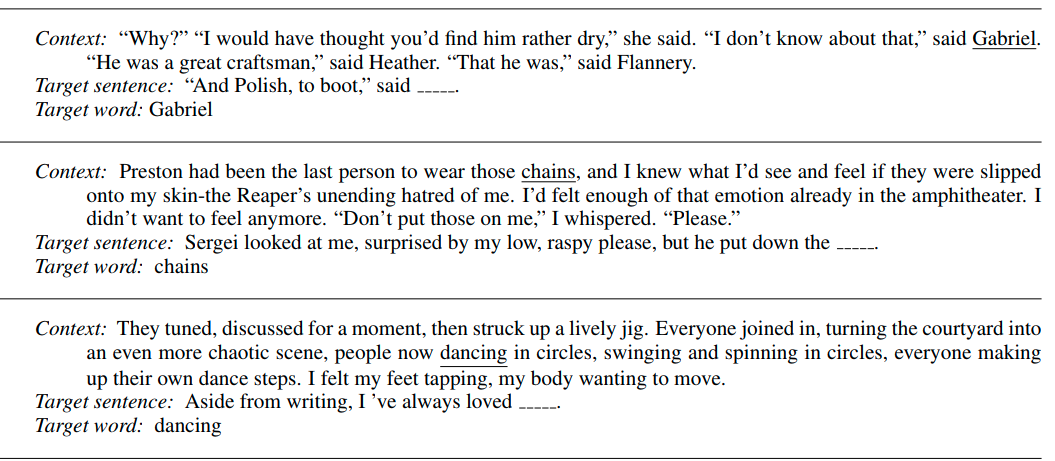 Context: “Why?” “I would have thought you’d find him rather dry,” she said. “I don’t know about that,” said Gabriel.
“He was a great craftsman,” said Heather. “That he was,” said Flannery.
Target sentence: “And Polish, to boot,” said _____.
Target word: Gabriel
Context: Preston had been the last person to wear those chains, and I knew what I’d see and feel if they were slipped
onto my skin-the Reaper’s unending hatred of me. I’d felt enough of that emotion already in the amphitheater. I
didn’t want to feel anymore. “Don’t put those on me,” I whispered. “Please.”
Target sentence: Sergei looked at me, surprised by my low, raspy please, but he put down the _____.
Target word: chains
Context: They tuned, discussed for a moment, then struck up a lively jig. Everyone joined in, turning the courtyard into
an even more chaotic scene, people now dancing in circles, swinging and spinning in circles, everyone making
up their own dance steps. I felt my feet tapping, my body wanting to move.
Target sentence: Aside from writing, I ’ve always loved _____.
Target word: dancing